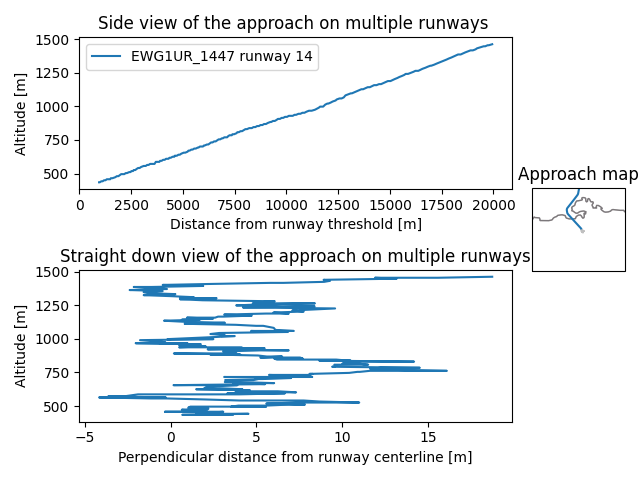 Side view of the approach on multiple runways
1500
1250
1000
750
500
Altitude [m]
EWG1UR_1447 runway 14
0 2500 5000 7500 10000 12500 15000 17500 20000
Distance from runway threshold [m]
Approach map
Straight down view of the approach on multiple runways
1500
1250
1000
750
500
Altitude [m]
−5 0 5 10 15
Perpendicular distance from runway centerline [m]